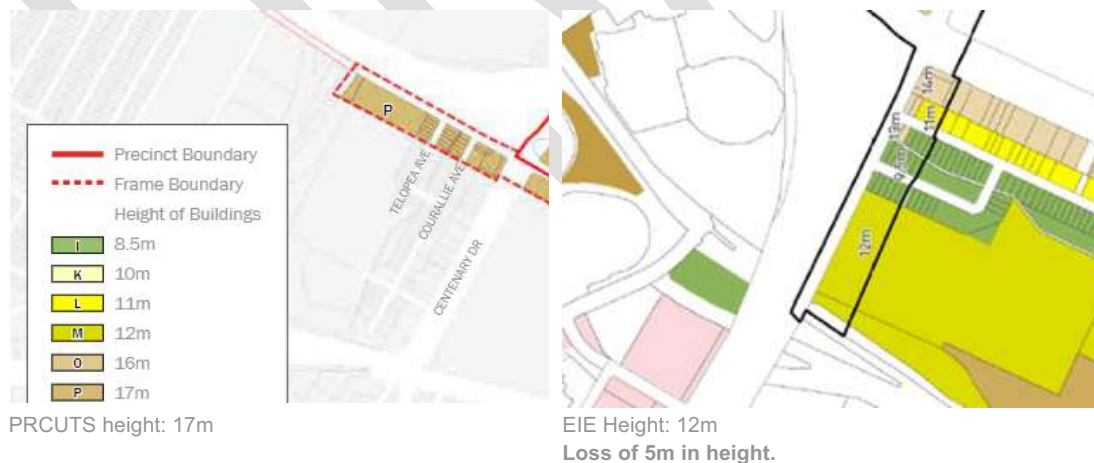 P
TELOPEA AVE
COURALLIE AVE
CENTENARY DR
Precinct Boundary
Frame Boundary
Height of Buildings
I 8.5m
K 10m
L 11m
M 12m
O 16m
P 17m
14m
13m
11m
12m
PRCUTS height: 17m
EIE Height: 12m
Loss of 5m in height.